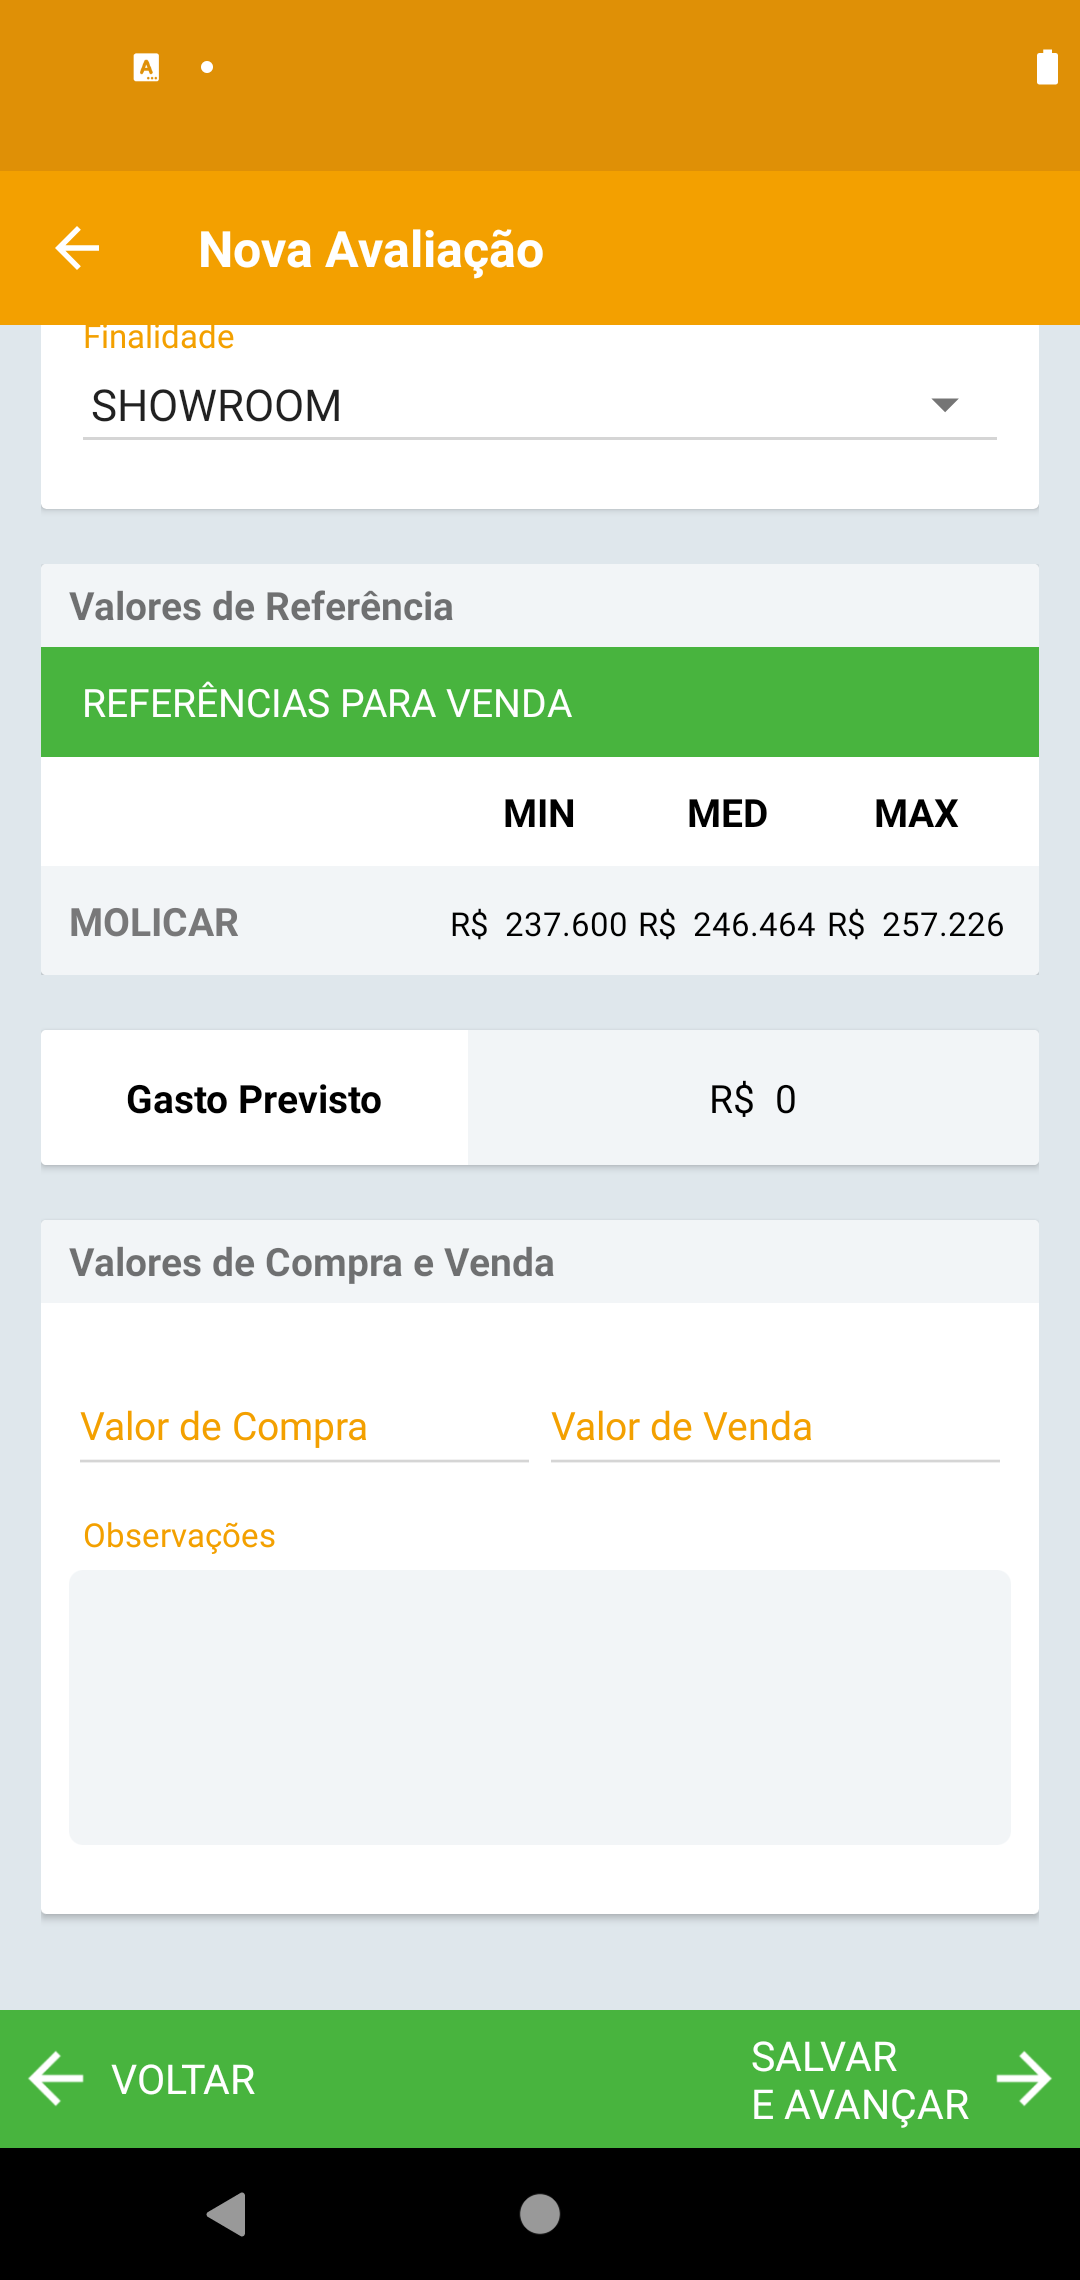 Nova Avaliação
Finalidade
SHOWROOM
Valores de Referência
REFERÊNCIAS PARA VENDA
MIN MED MAX
MOLICAR R$ 237.600 R$ 246.464 R$ 257.226
Gasto Previsto R$ 0
Valores de Compra e Venda
Valor de Compra Valor de Venda
Observações
VOLTAR
SALVAR
E AVANÇAR